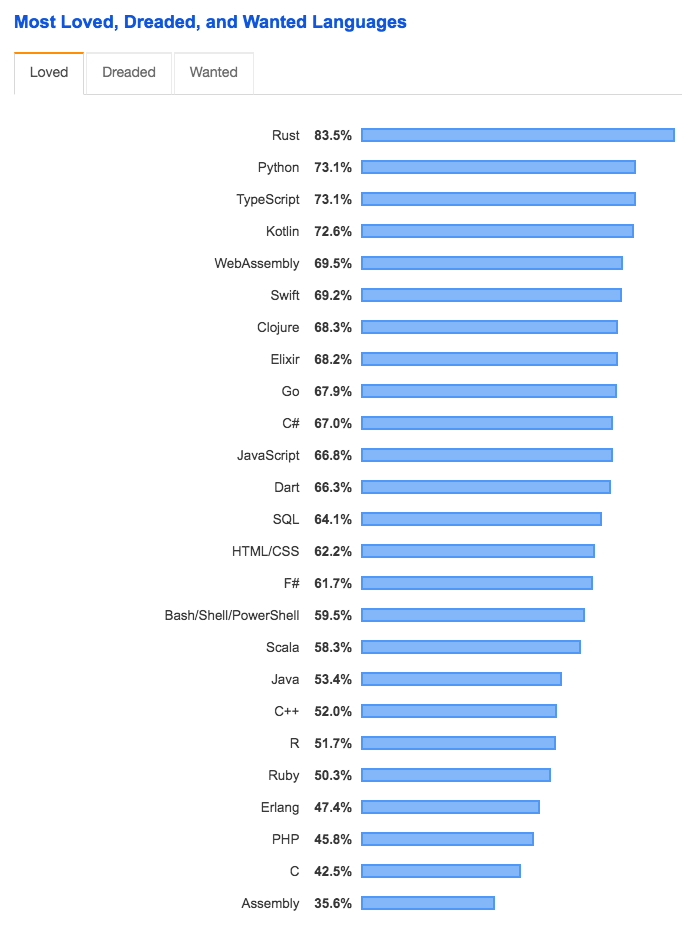 Most Loved, Dreaded, and Wanted Languages
Loved Dreaded Wanted
Rust 83.5%
Python 73.1%
TypeScript 73.1%
Kotlin 72.6%
WebAssembly 69.5%
Swift 69.2%
Clojure 68.3%
Elixir 68.2%
Go 67.9%
C# 67.0%
JavaScript 66.8%
Dart 66.3%
SQL 64.1%
HTML/CSS 62.2%
F# 61.7%
Bash/Shell/PowerShell 59.5%
Scala 58.3%
Java 53.4%
C++ 52.0%
R 51.7%
Ruby 50.3%
Erlang 47.4%
PHP 45.8%
C 42.5%
Assembly 35.6%